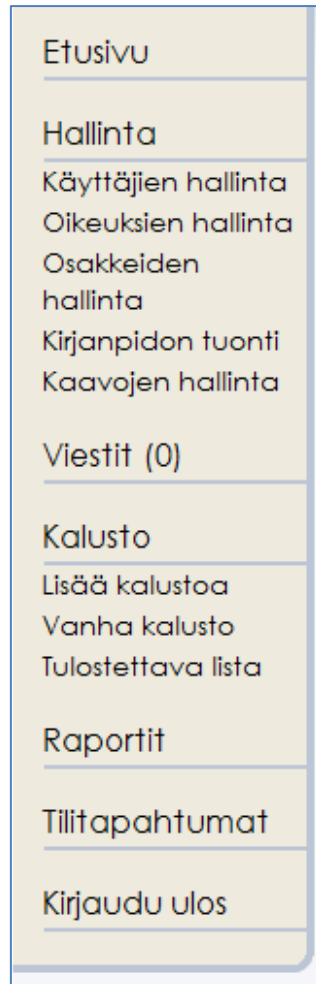 Etusivu
Hallinta
Käyttäjien hallinta
Oikeuksien hallinta
Osakkeiden
hallinta
Kirjanpidon tuonti
Kaavojen hallinta
Viestit (0)
Kalusto
Lisää kalustoa
Vanha kalusto
Tulostettava lista
Raportit
Tilitapahtumat
Kirjaudu ulos